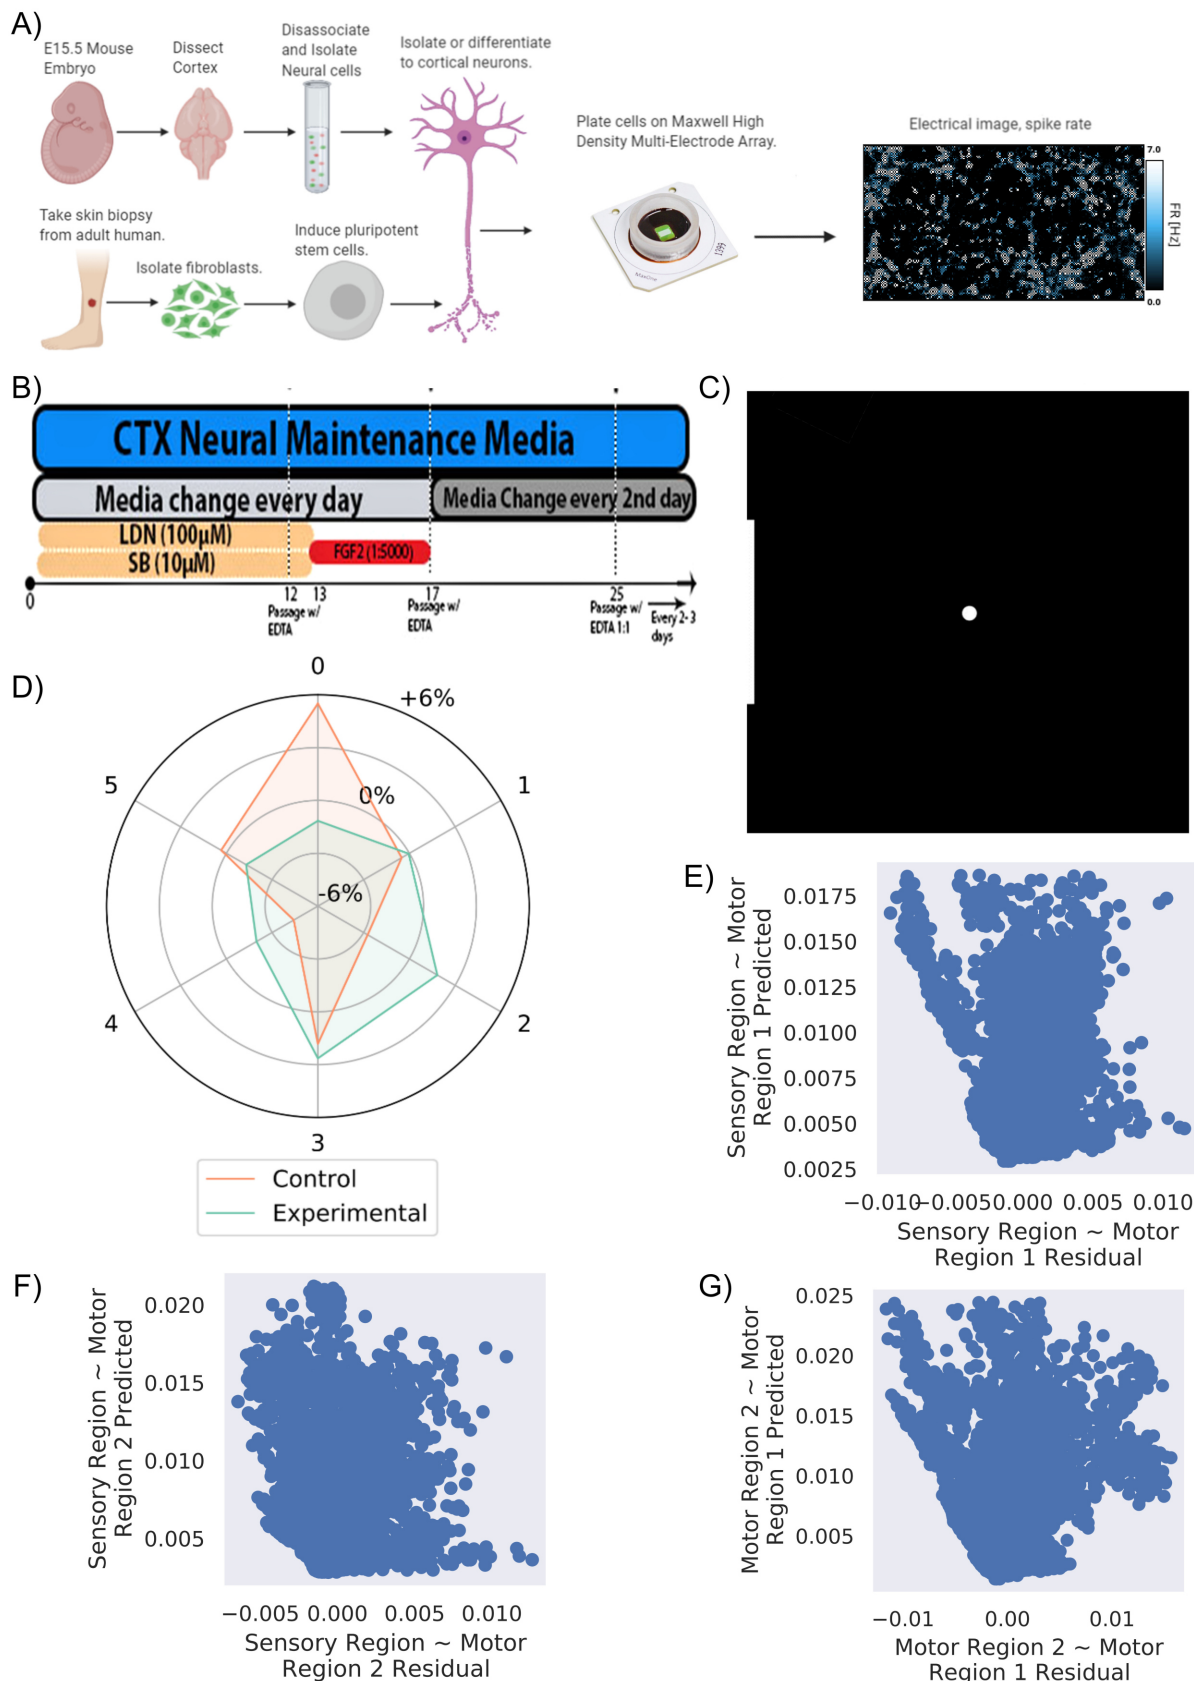 A)
E15.5 Mouse
Embryo
Dissect
Cortex
Disassociate
and Isolate
Neural cells
Isolate or differentiate
to cortical neurons.
Plate cells on Maxwell High
Density Multi-Electrode Array.
Electrical image, spike rate
7.0
FR [Hz]
0.0
Take skin biopsy
from adult human.
Isolate fibroblasts.
Induce pluripotent
stem cells.
1399
B)
CTX Neural Maintenance Media
Media change every day
Media Change every 2nd day
LDN (100µM)
SB (10µM)
FGF2 (1:5000)
0
12
13
17
25
Passage w/
EDTA
Passage w/
EDTA
Passage w/
EDTA 1:1
Every 2-3
days
C)
D)
0
+6%
1
0%
5
-6%
4
2
3
Control
Experimental
E)
Sensory Region ~ Motor
Region 1 Predicted
0.0175
0.0150
0.0125
0.0100
0.0075
0.0050
0.0025
−0.010
−0.005
0.000
0.005
0.010
Sensory Region ~ Motor
Region 1 Residual
F)
Sensory Region ~ Motor
Region 2 Predicted
0.020
0.015
0.010
0.005
−0.005
0.000
0.005
0.010
Sensory Region ~ Motor
Region 2 Residual
G)
Motor Region 2 ~ Motor
Region 1 Predicted
0.025
0.020
0.015
0.010
0.005
−0.01
0.00
0.01
Motor Region 2 ~ Motor
Region 1 Residual